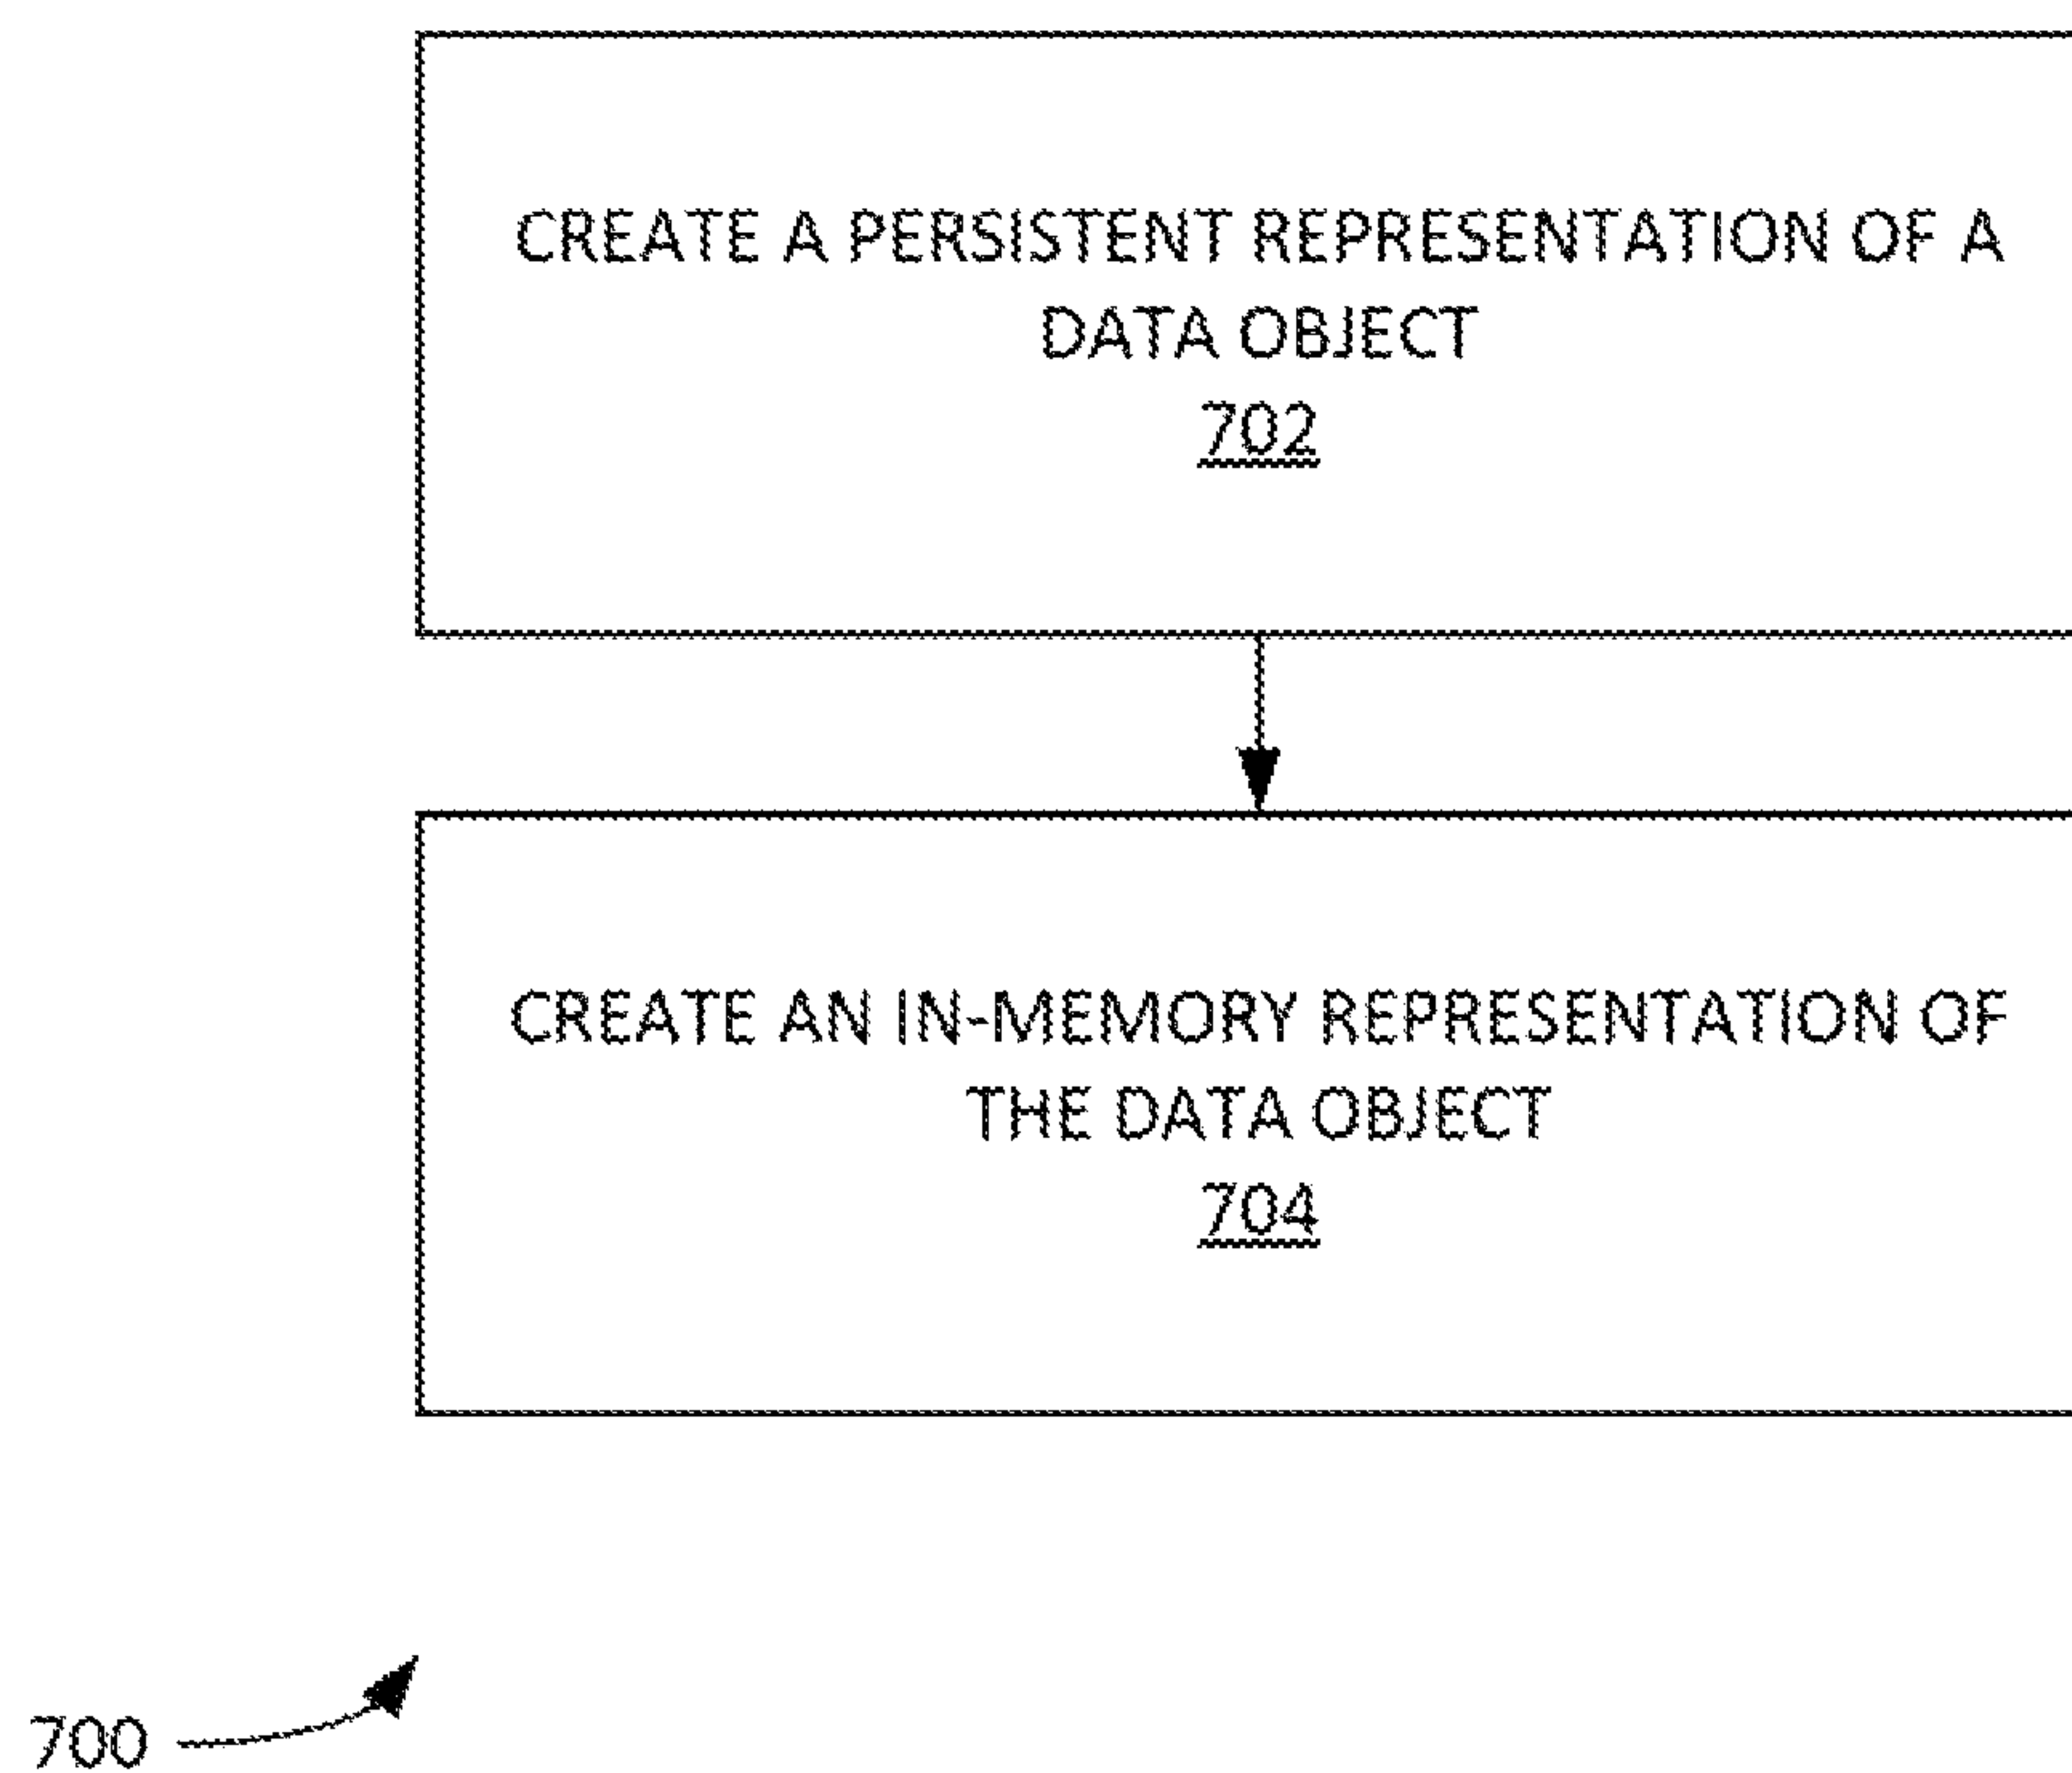 CREATE A PERSISTENT REPRESENTATION OF A
DATA OBJECT
702
CREATE AN IN-MEMORY REPRESENTATION OF
THE DATA OBJECT
704
700